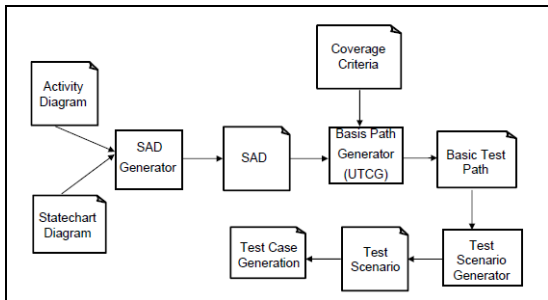 Coverage
Criteria
Activity
Diagram
SAD
Generator
SAD
Basis Path
Generator
(UTCG)
Basic Test
Path
Statechart
Diagram
Test Case
Generation
Test
Scenario
Test
Scenario
Generator